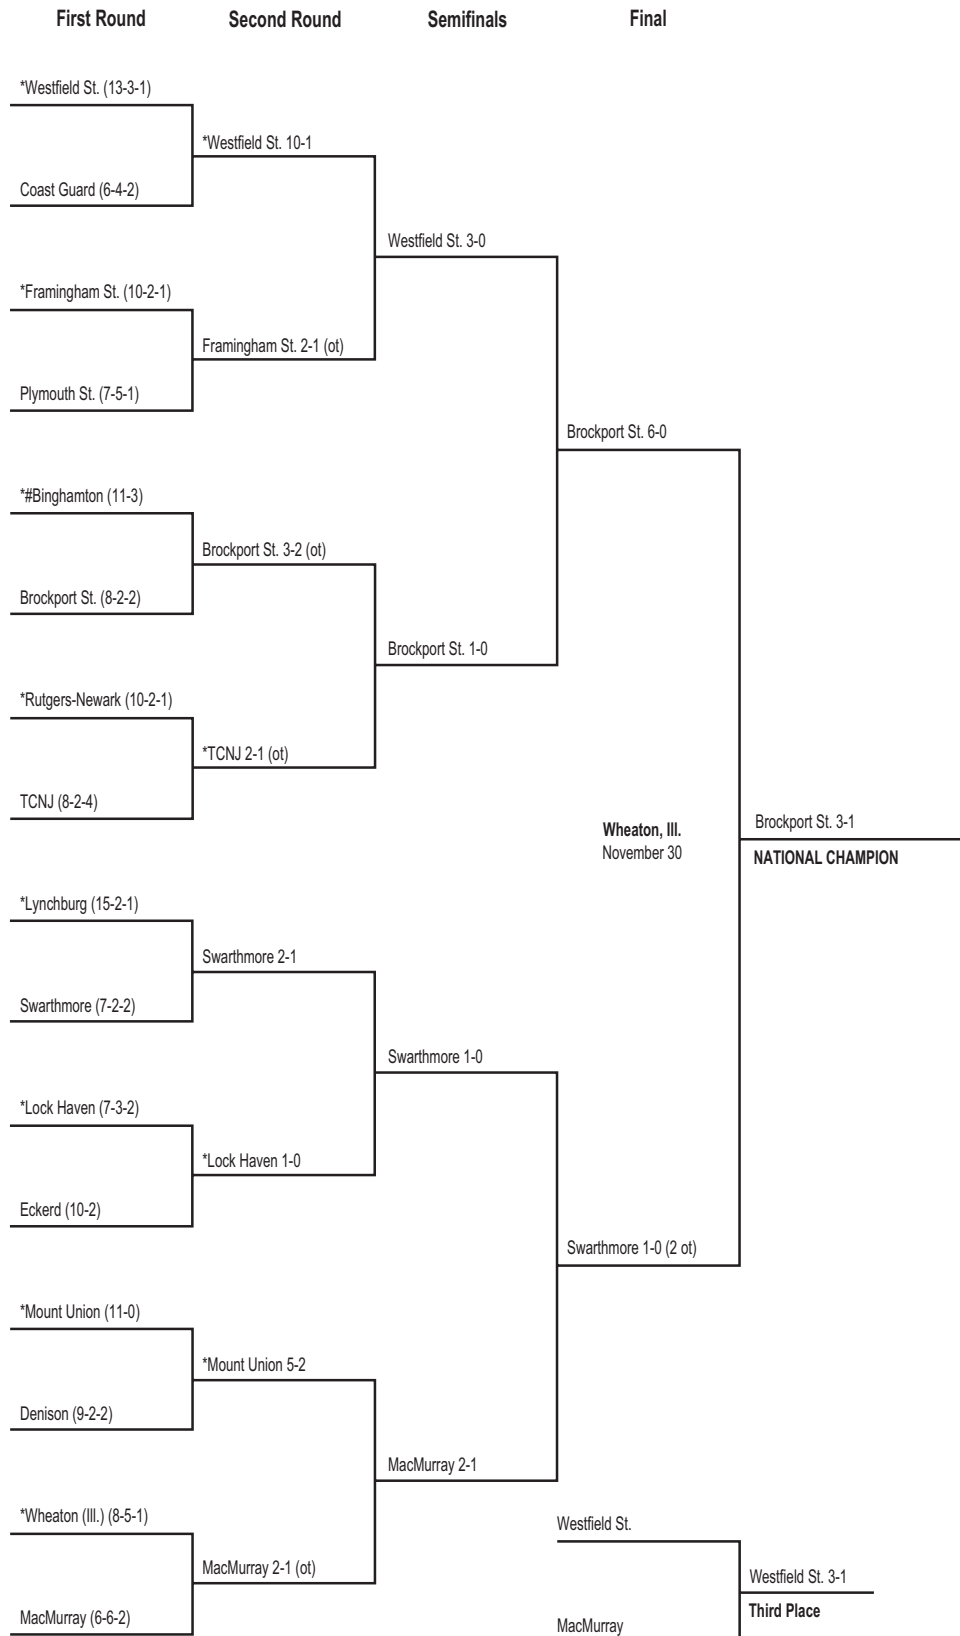 First Round
Second Round
Semifinals
Final
*Westfield St. (13-3-1)
Coast Guard (6-4-2)
*Framingham St. (10-2-1)
Plymouth St. (7-5-1)
*#Binghamton (11-3)
Brockport St. (8-2-2)
*Rutgers-Newark (10-2-1)
TCNJ (8-2-4)
*Lynchburg (15-2-1)
Swarthmore (7-2-2)
*Lock Haven (7-3-2)
Eckerd (10-2)
*Mount Union (11-0)
Denison (9-2-2)
*Wheaton (Ill.) (8-5-1)
MacMurray (6-6-2)
*Westfield St. 10-1
Framingham St. 2-1 (ot)
Brockport St. 3-2 (ot)
*TCNJ 2-1 (ot)
Swarthmore 2-1
*Lock Haven 1-0
*Mount Union 5-2
MacMurray 2-1 (ot)
Westfield St. 3-0
Brockport St. 1-0
Swarthmore 1-0
MacMurray 2-1
Brockport St. 6-0
Swarthmore 1-0 (2 ot)
Wheaton, Ill.
November 30
Brockport St. 3-1
NATIONAL CHAMPION
Westfield St.
MacMurray
Westfield St. 3-1
Third Place